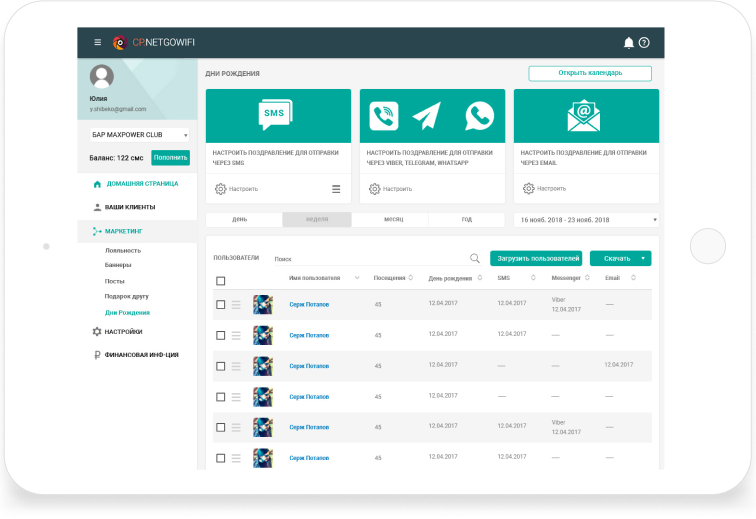 CP.NETGOWIFI
Юлия
y.shibeko@gmail.com
БАР MAXPOWER CLUB
Баланс: 122 смс
Пополнить
ДОМАШНЯЯ СТРАНИЦА
ВАШИ КЛИЕНТЫ
МАРКЕТИНГ
Лояльность
Баннеры
Посты
Подарок другу
Дни Рождения
НАСТРОЙКИ
ФИНАНСОВАЯ ИНФ-ЦИЯ
ДНИ РОЖДЕНИЯ
Открыть календарь
SMS
НАСТРОИТЬ ПОЗДРАВЛЕНИЕ ДЛЯ ОТПРАВКИ
ЧЕРЕЗ SMS
Настроить
НАСТРОИТЬ ПОЗДРАВЛЕНИЕ ДЛЯ ОТПРАВКИ
ЧЕРЕЗ VIBER, TELEGRAM, WHATSAPP
Настроить
@
НАСТРОИТЬ ПОЗДРАВЛЕНИЕ ДЛЯ ОТПРАВКИ
ЧЕРЕЗ EMAIL
Настроить
день неделя месяц год 16 нояб. 2018 - 23 нояб. 2018
ПОЛЬЗОВАТЕЛИ Поиск Загрузить пользователей Скачать
Имя пользователя Посещения День рождения SMS Messenger Email
Серж Потапов 45 12.04.2017 12.04.2017 Viber
12.04.2017 —
Серж Потапов 45 12.04.2017 12.04.2017 — —
Серж Потапов 45 12.04.2017 — — 12.04.2017
Серж Потапов 45 12.04.2017 — — —
Серж Потапов 45 12.04.2017 12.04.2017 Viber
12.04.2017 —
Серж Потапов 45 12.04.2017 12.04.2017 — —